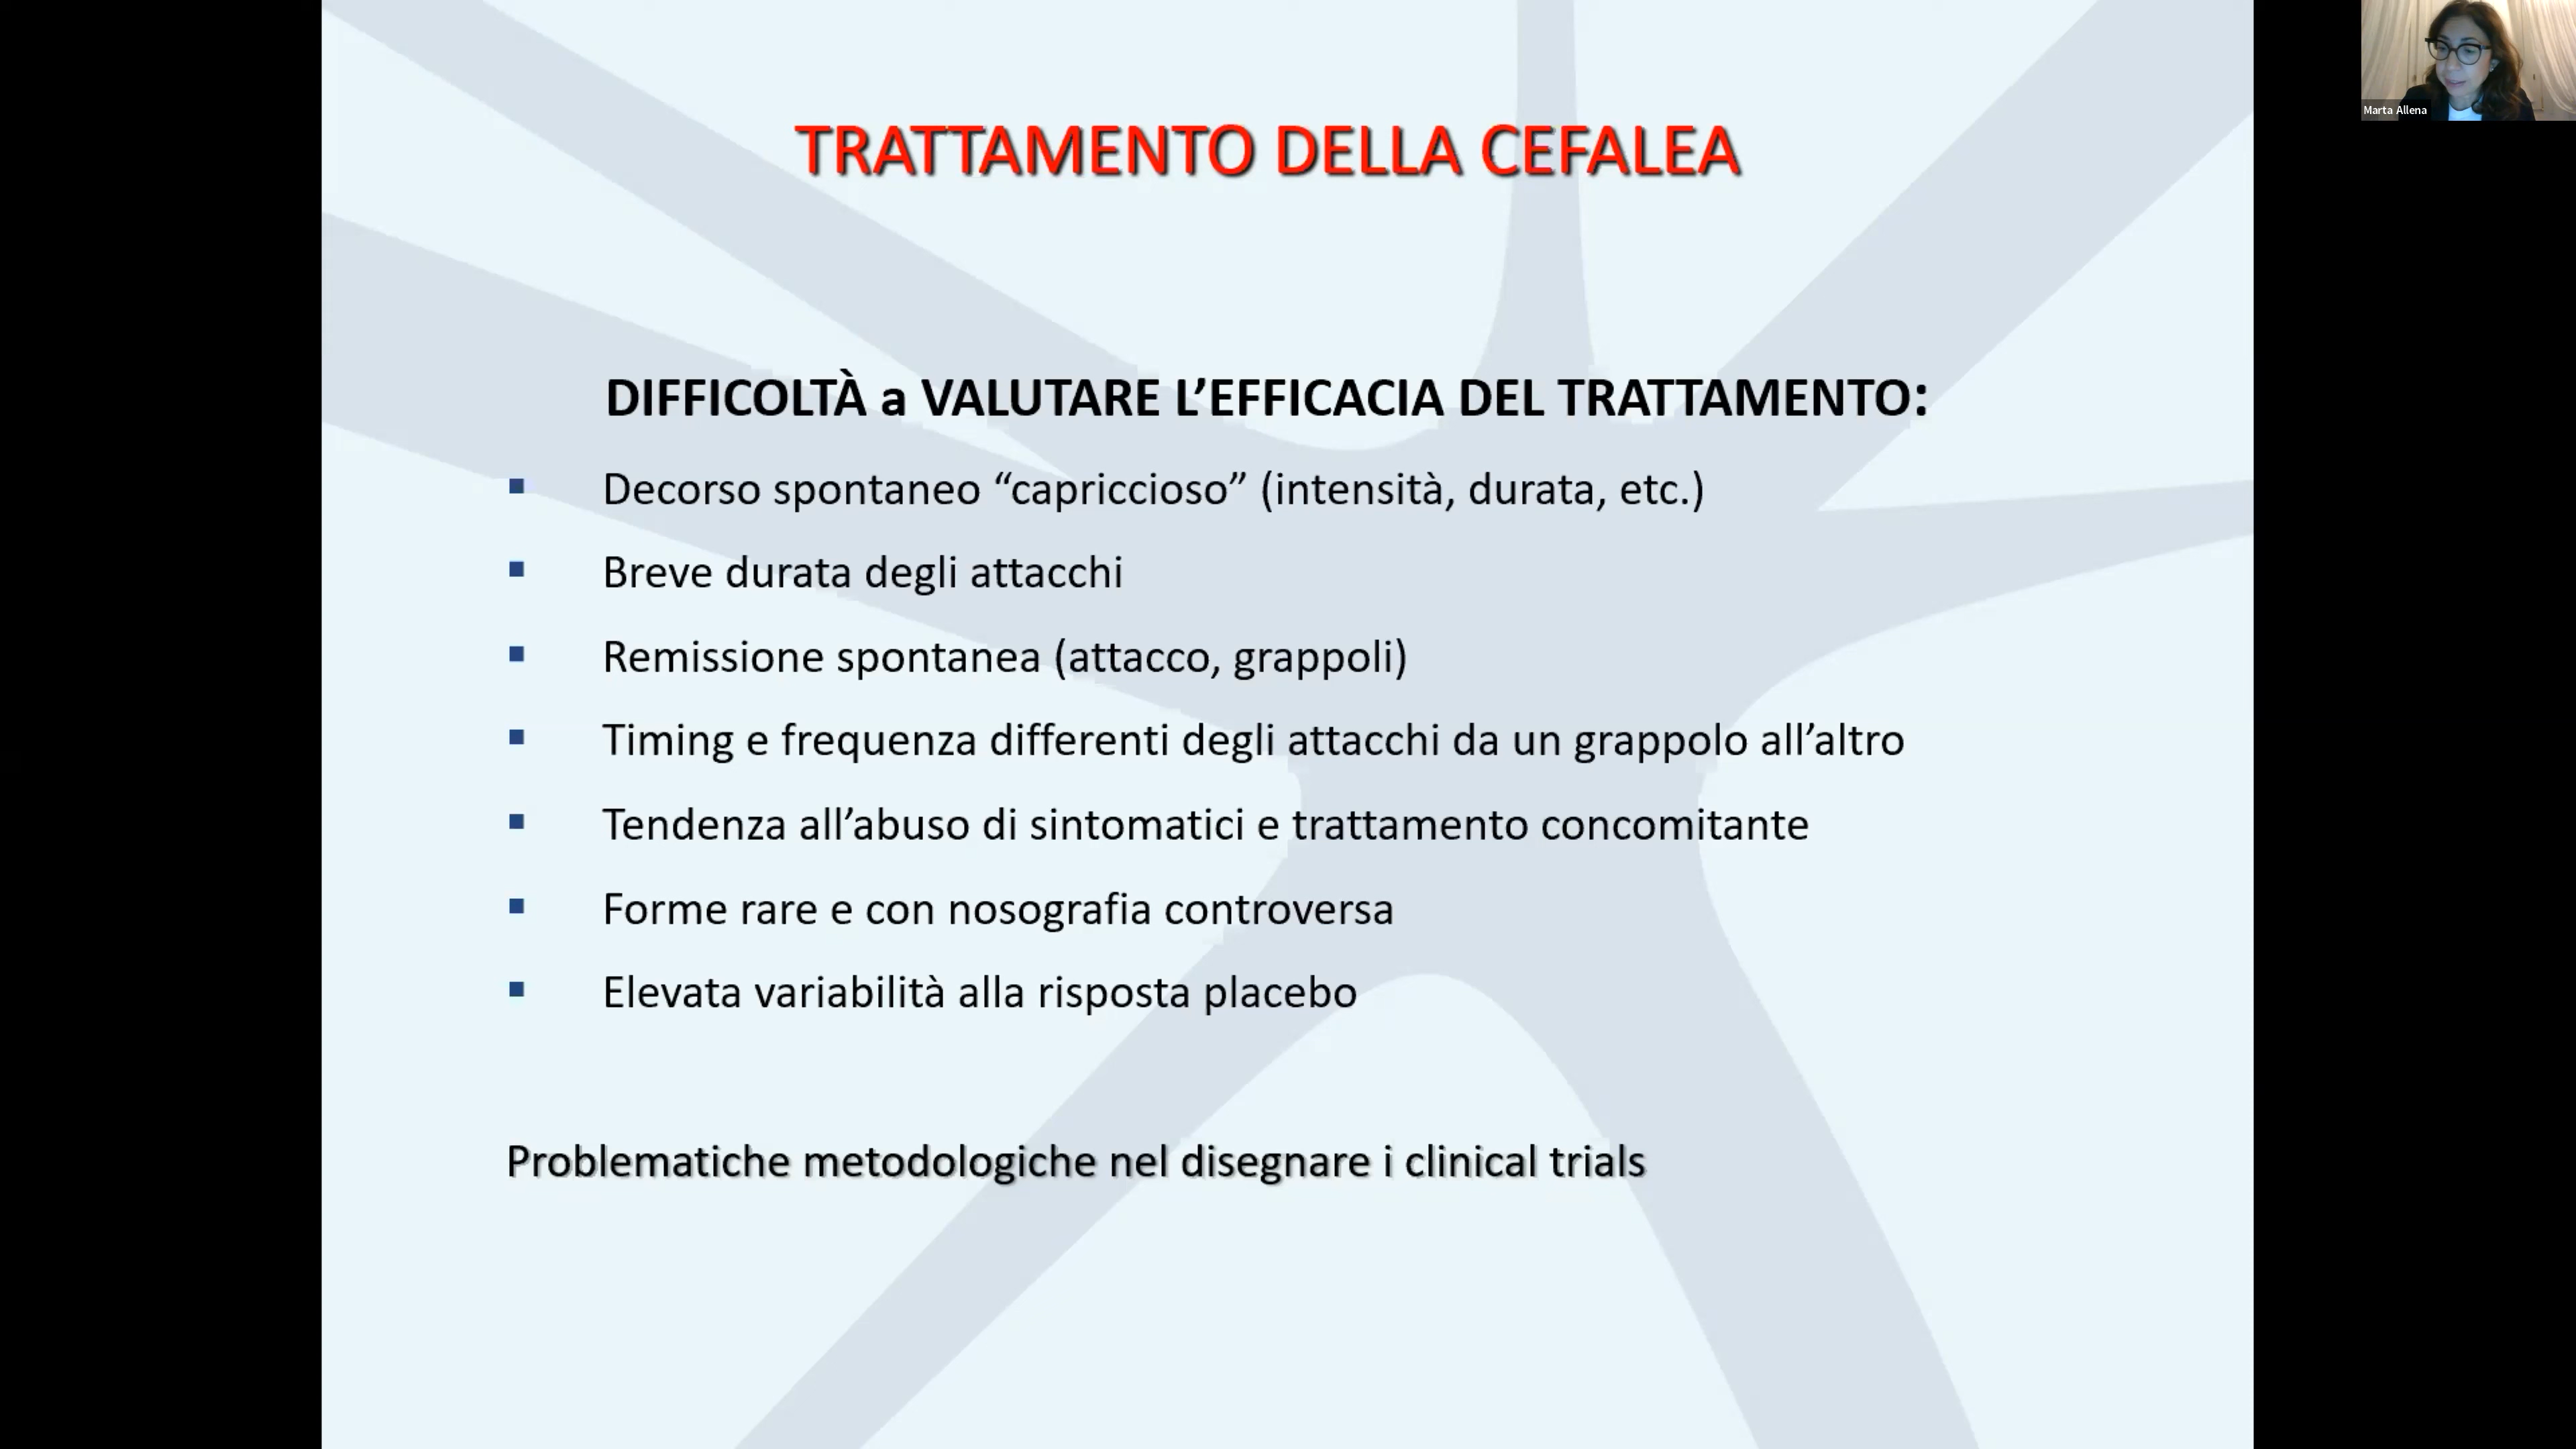 TRATTAMENTO DELLA CEFALEA
DIFFICOLTÀ a VALUTARE L’EFFICACIA DEL TRATTAMENTO:
▪ Decorso spontaneo “capriccioso” (intensità, durata, etc.)
▪ Breve durata degli attacchi
▪ Remissione spontanea (attacco, grappoli)
▪ Timing e frequenza differenti degli attacchi da un grappolo all’altro
▪ Tendenza all’abuso di sintomatici e trattamento concomitante
▪ Forme rare e con nosografia controversa
▪ Elevata variabilità alla risposta placebo
Problematiche metodologiche nel disegnare i clinical trials
Marta Allena